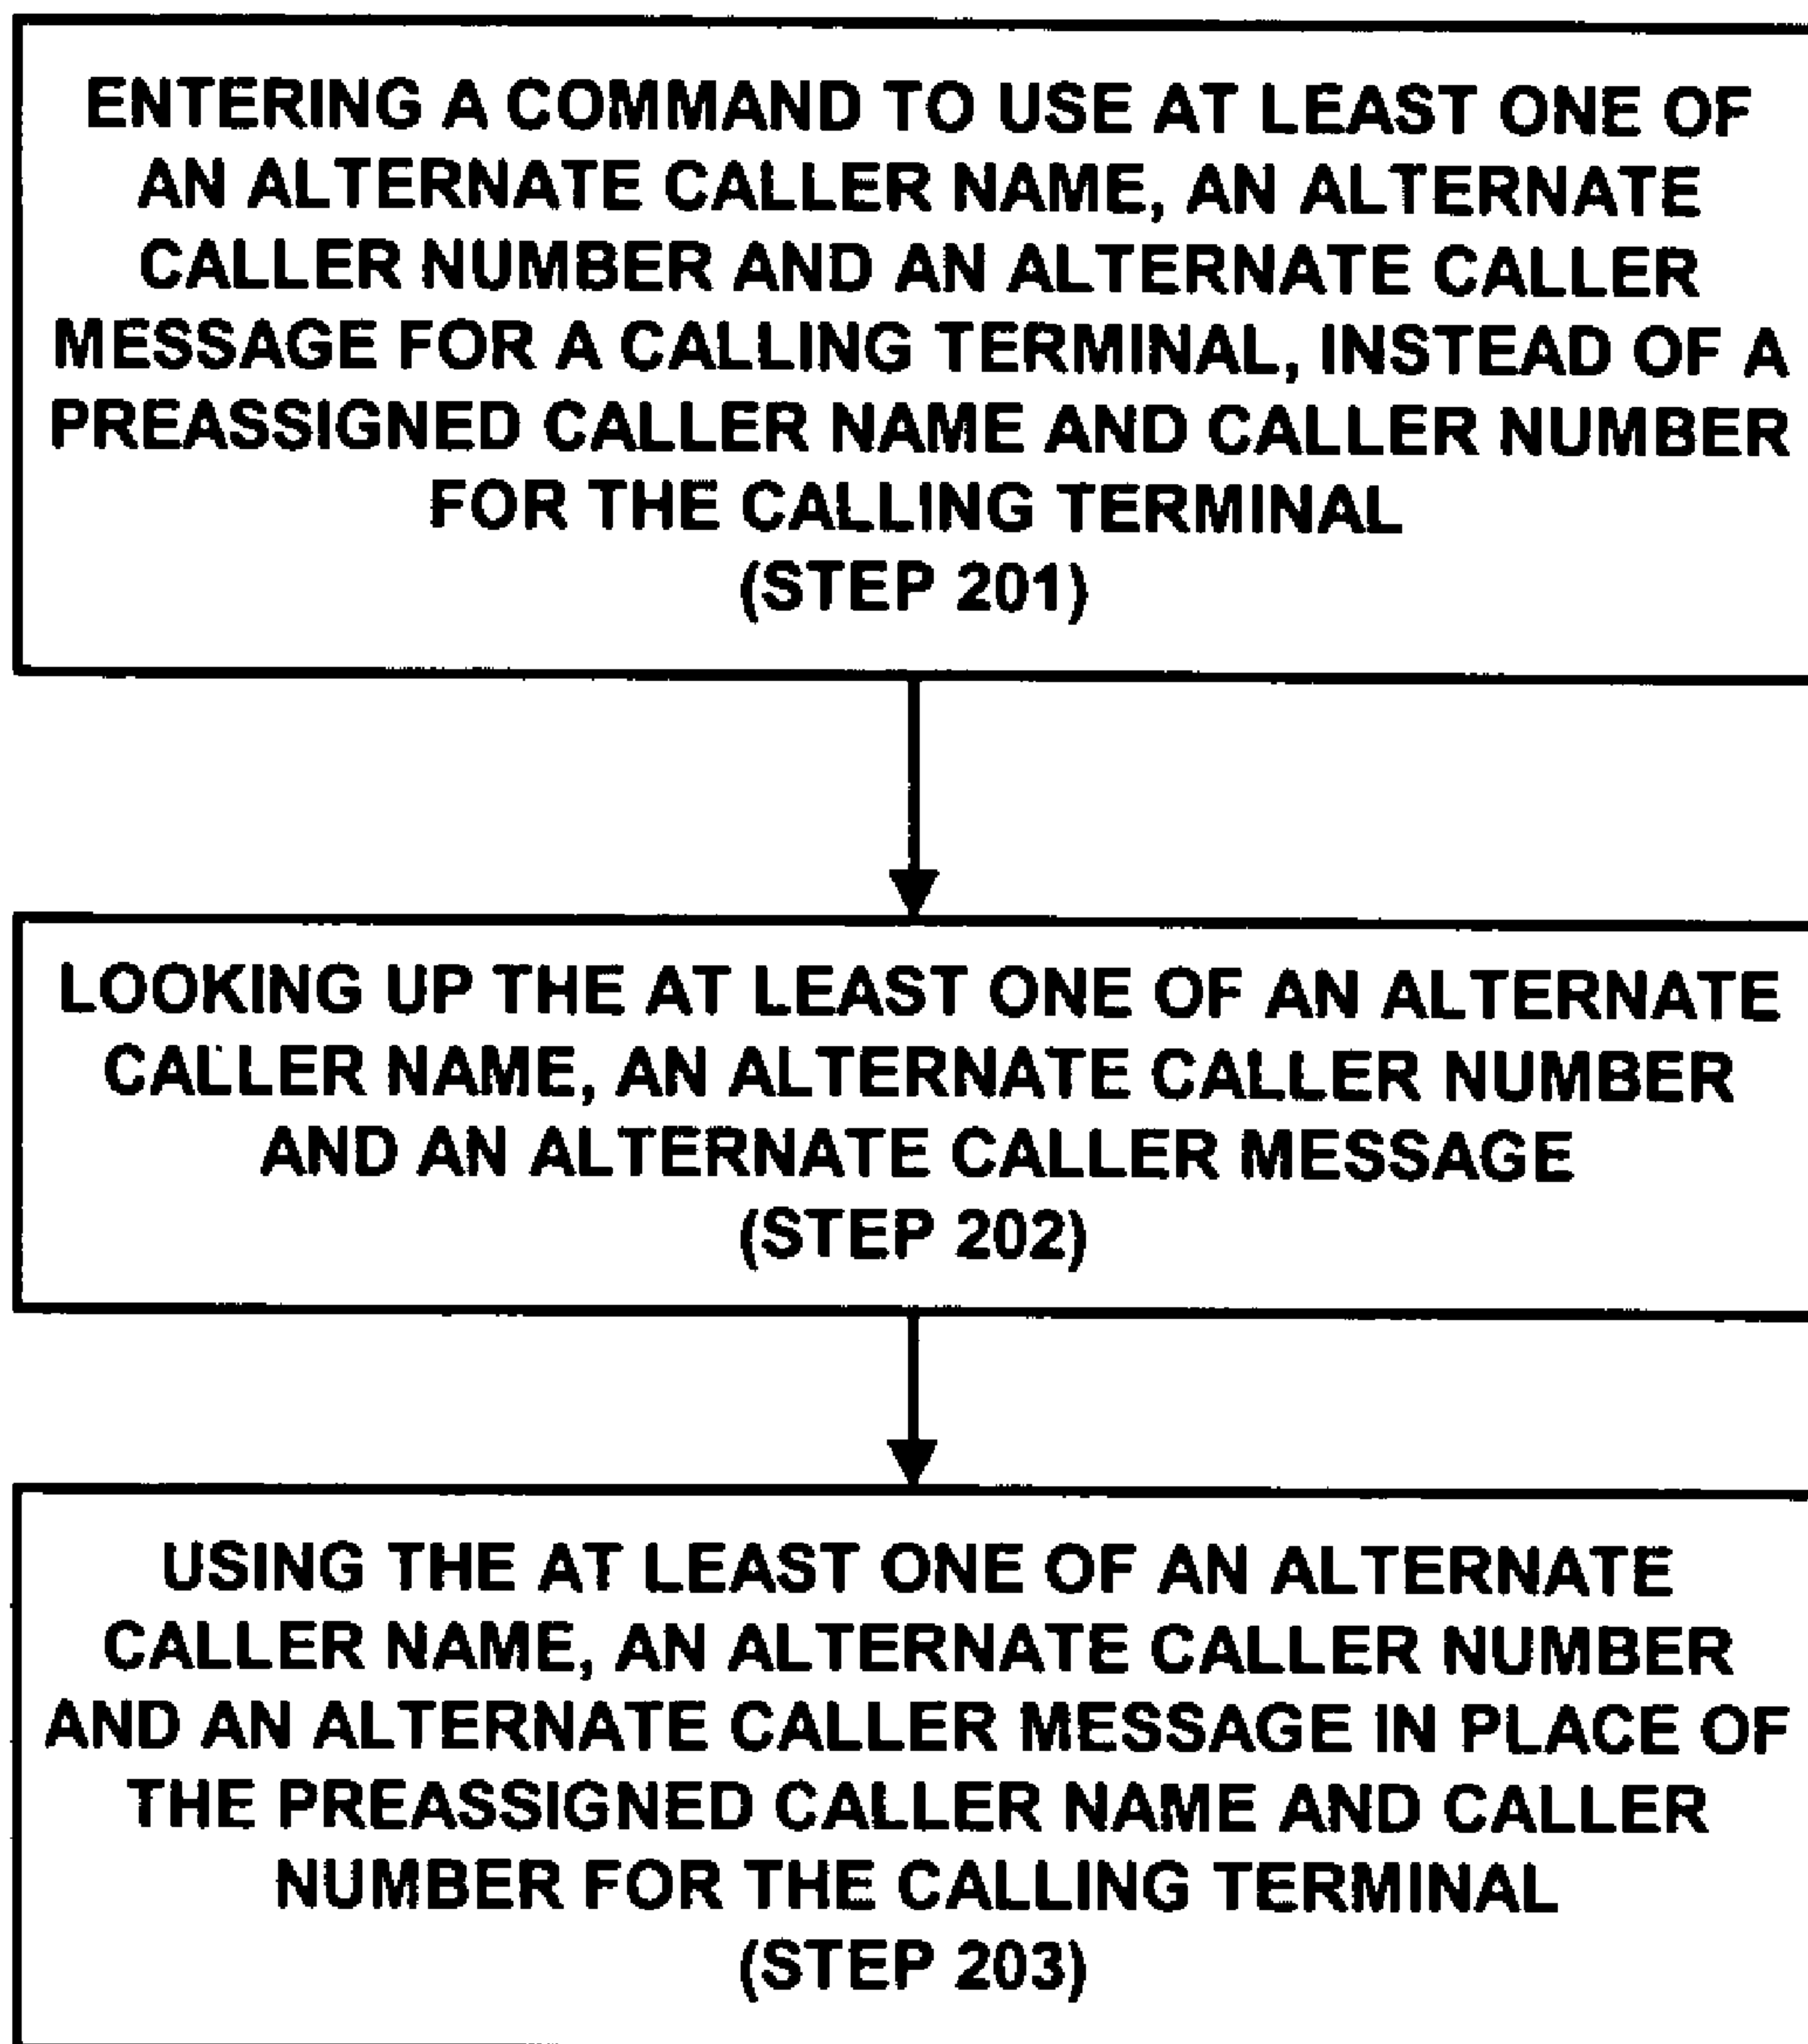 ENTERING A COMMAND TO USE AT LEAST ONE OF
AN ALTERNATE CALLER NAME, AN ALTERNATE
CALLER NUMBER AND AN ALTERNATE CALLER
MESSAGE FOR A CALLING TERMINAL, INSTEAD OF A
PREASSIGNED CALLER NAME AND CALLER NUMBER
FOR THE CALLING TERMINAL
(STEP 201)
LOOKING UP THE AT LEAST ONE OF AN ALTERNATE
CALLER NAME, AN ALTERNATE CALLER NUMBER
AND AN ALTERNATE CALLER MESSAGE
(STEP 202)
USING THE AT LEAST ONE OF AN ALTERNATE
CALLER NAME, AN ALTERNATE CALLER NUMBER
AND AN ALTERNATE CALLER MESSAGE IN PLACE OF
THE PREASSIGNED CALLER NAME AND CALLER
NUMBER FOR THE CALLING TERMINAL
(STEP 203)